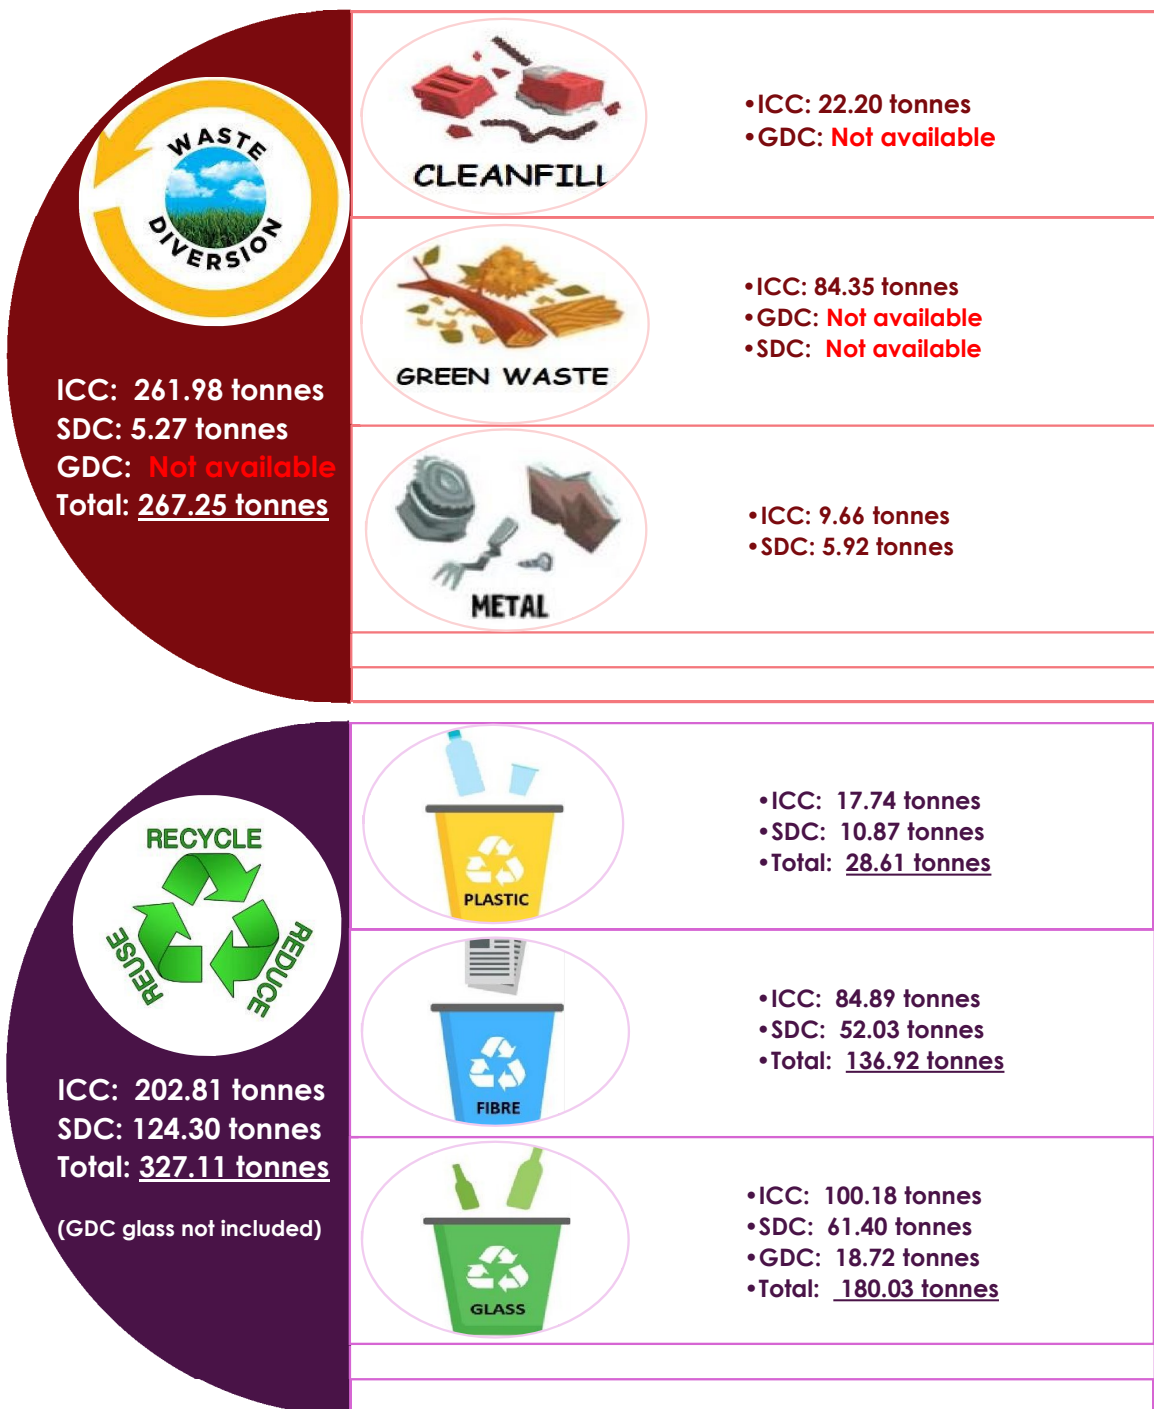 WASTE
DIVERSION
ICC: 261.98 tonnes
SDC: 5.27 tonnes
GDC: Not available
Total: 267.25 tonnes
CLEANFILL
•ICC: 22.20 tonnes
•GDC: Not available
GREEN WASTE
•ICC: 84.35 tonnes
•GDC: Not available
•SDC: Not available
METAL
•ICC: 9.66 tonnes
•SDC: 5.92 tonnes
RECYCLE
REUSE
REDUCE
ICC: 202.81 tonnes
SDC: 124.30 tonnes
Total: 327.11 tonnes
(GDC glass not included)
PLASTIC
•ICC: 17.74 tonnes
•SDC: 10.87 tonnes
•Total: 28.61 tonnes
FIBRE
•ICC: 84.89 tonnes
•SDC: 52.03 tonnes
•Total: 136.92 tonnes
GLASS
•ICC: 100.18 tonnes
•SDC: 61.40 tonnes
•GDC: 18.72 tonnes
•Total: 180.03 tonnes